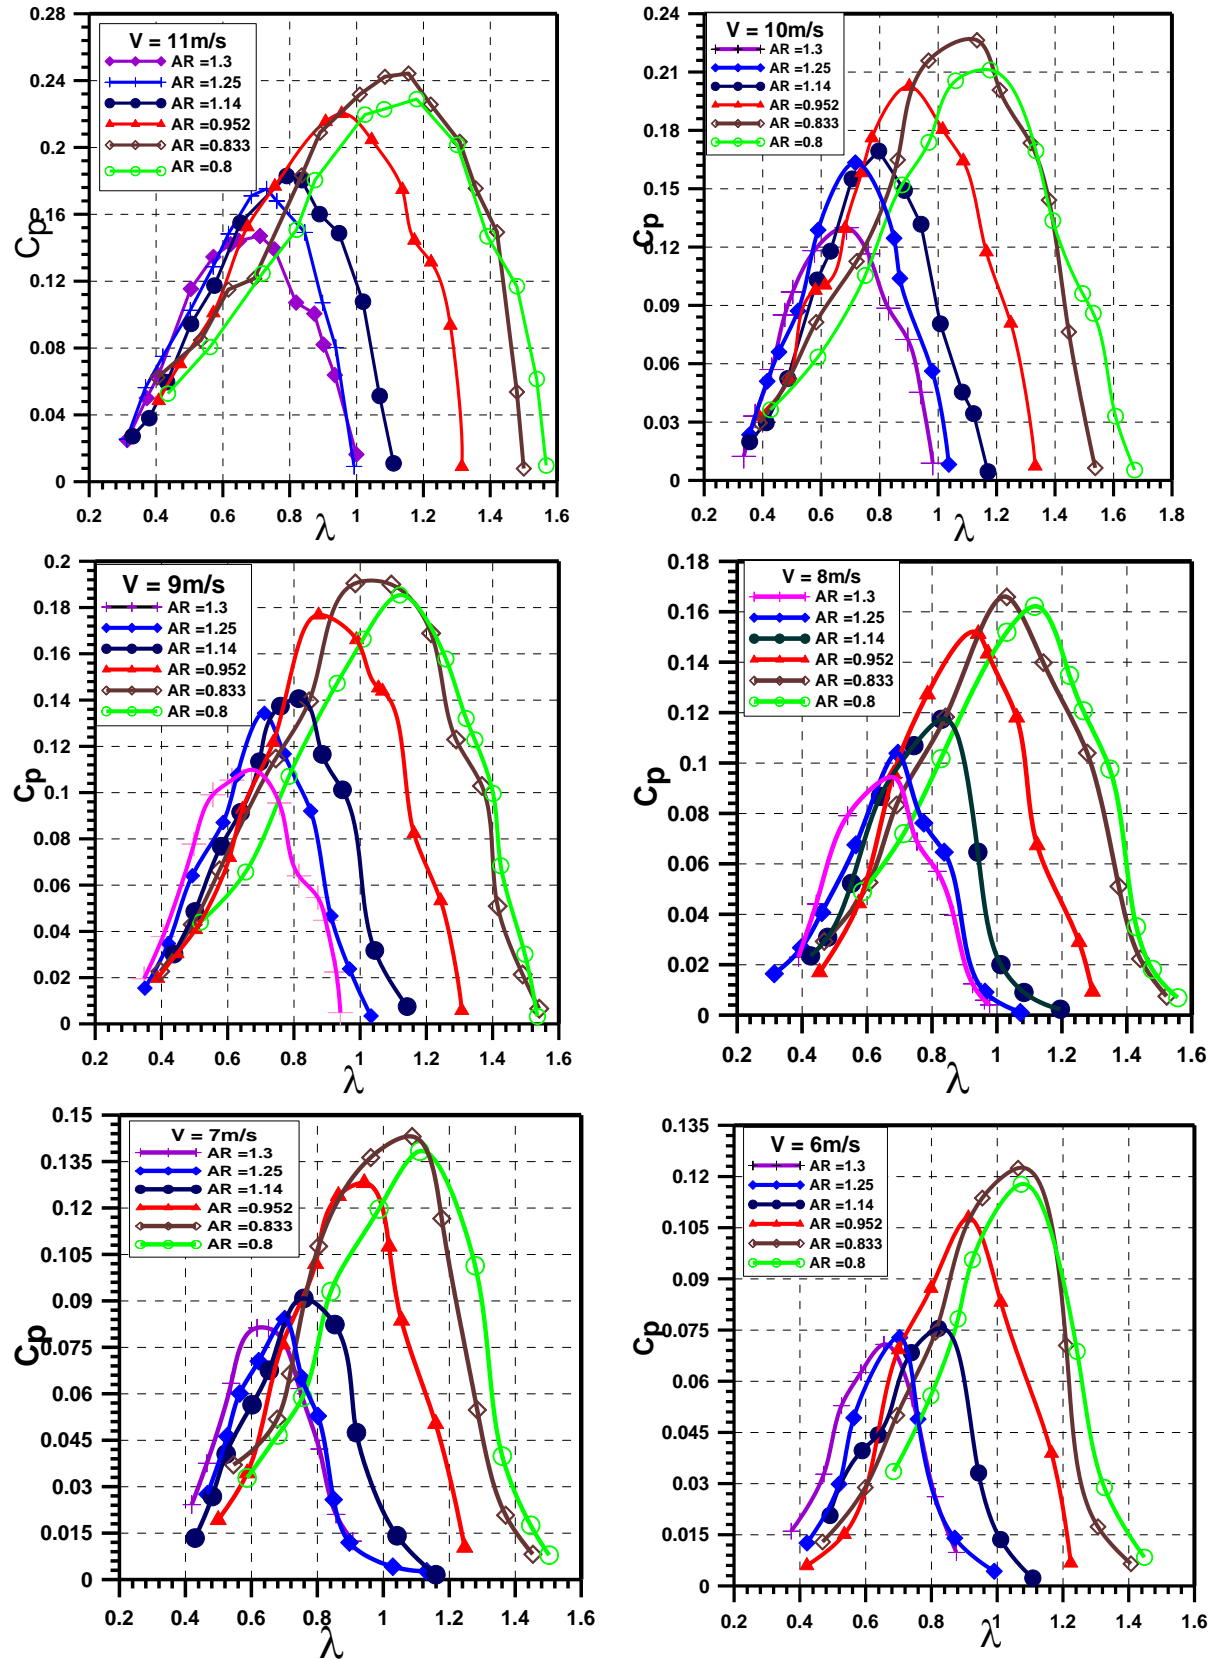 0.28
0.24
0.2
0.16
0.12
0.08
0.04
0
Cp
V = 11m/s
AR =1.3
AR =1.25
AR =1.14
AR =0.952
AR =0.833
AR =0.8
0.2 0.4 0.6 0.8 1 1.2 1.4 1.6
λ
0.24
0.21
0.18
0.15
0.12
0.09
0.06
0.03
0
Cp
V = 10m/s
AR =1.3
AR =1.25
AR =1.14
AR =0.952
AR =0.833
AR =0.8
0.2 0.4 0.6 0.8 1 1.2 1.4 1.6 1.8
λ
0.2
0.18
0.16
0.14
0.12
0.1
0.08
0.06
0.04
0.02
0
Cp
V = 9m/s
AR =1.3
AR =1.25
AR =1.14
AR =0.952
AR =0.833
AR =0.8
0.2 0.4 0.6 0.8 1 1.2 1.4 1.6
λ
0.18
0.16
0.14
0.12
0.1
0.08
0.06
0.04
0.02
0
Cp
V = 8m/s
AR =1.3
AR =1.25
AR =1.14
AR =0.952
AR =0.833
AR =0.8
0.2 0.4 0.6 0.8 1 1.2 1.4 1.6
λ
0.15
0.135
0.12
0.105
0.09
0.075
0.06
0.045
0.03
0.015
0
Cp
V = 7m/s
AR =1.3
AR =1.25
AR =1.14
AR =0.952
AR =0.833
AR =0.8
0.2 0.4 0.6 0.8 1 1.2 1.4 1.6
λ
0.135
0.12
0.105
0.09
0.075
0.06
0.045
0.03
0.015
0
Cp
V = 6m/s
AR =1.3
AR =1.25
AR =1.14
AR =0.952
AR =0.833
AR =0.8
0.2 0.4 0.6 0.8 1 1.2 1.4 1.6
λ